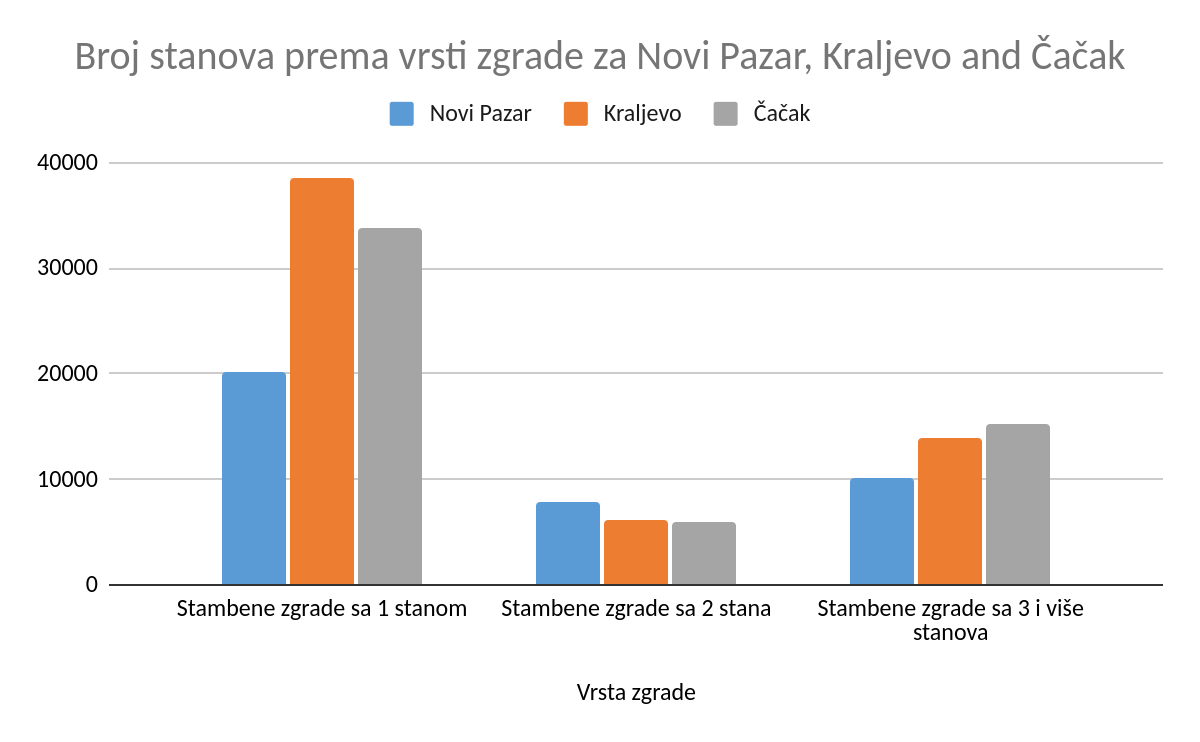 Broj stanova prema vrsti zgrade za Novi Pazar, Kraljevo and Čačak
Novi Pazar Kraljevo Čačak
40000
30000
20000
10000
0
Stambene zgrade sa 1 stanom Stambene zgrade sa 2 stana Stambene zgrade sa 3 i više
stanova
Vrsta zgrade